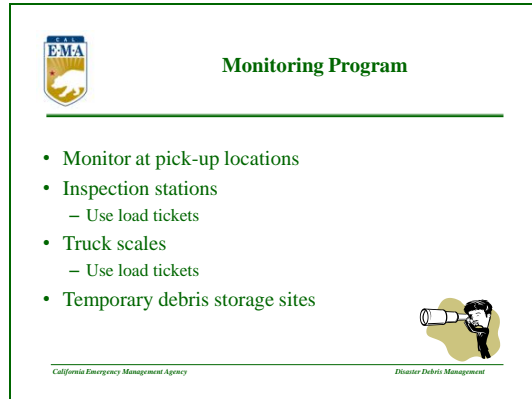 CAL
E·M·A
Monitoring Program
• Monitor at pick-up locations
• Inspection stations
– Use load tickets
• Truck scales
– Use load tickets
• Temporary debris storage sites
California Emergency Management Agency
Disaster Debris Management